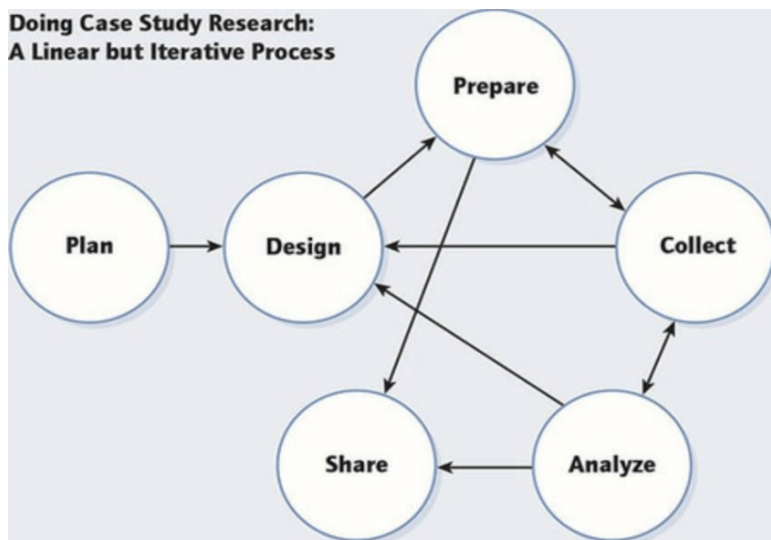 Doing Case Study Research:
A Linear but Iterative Process
Prepare
Plan
Design
Collect
Share
Analyze